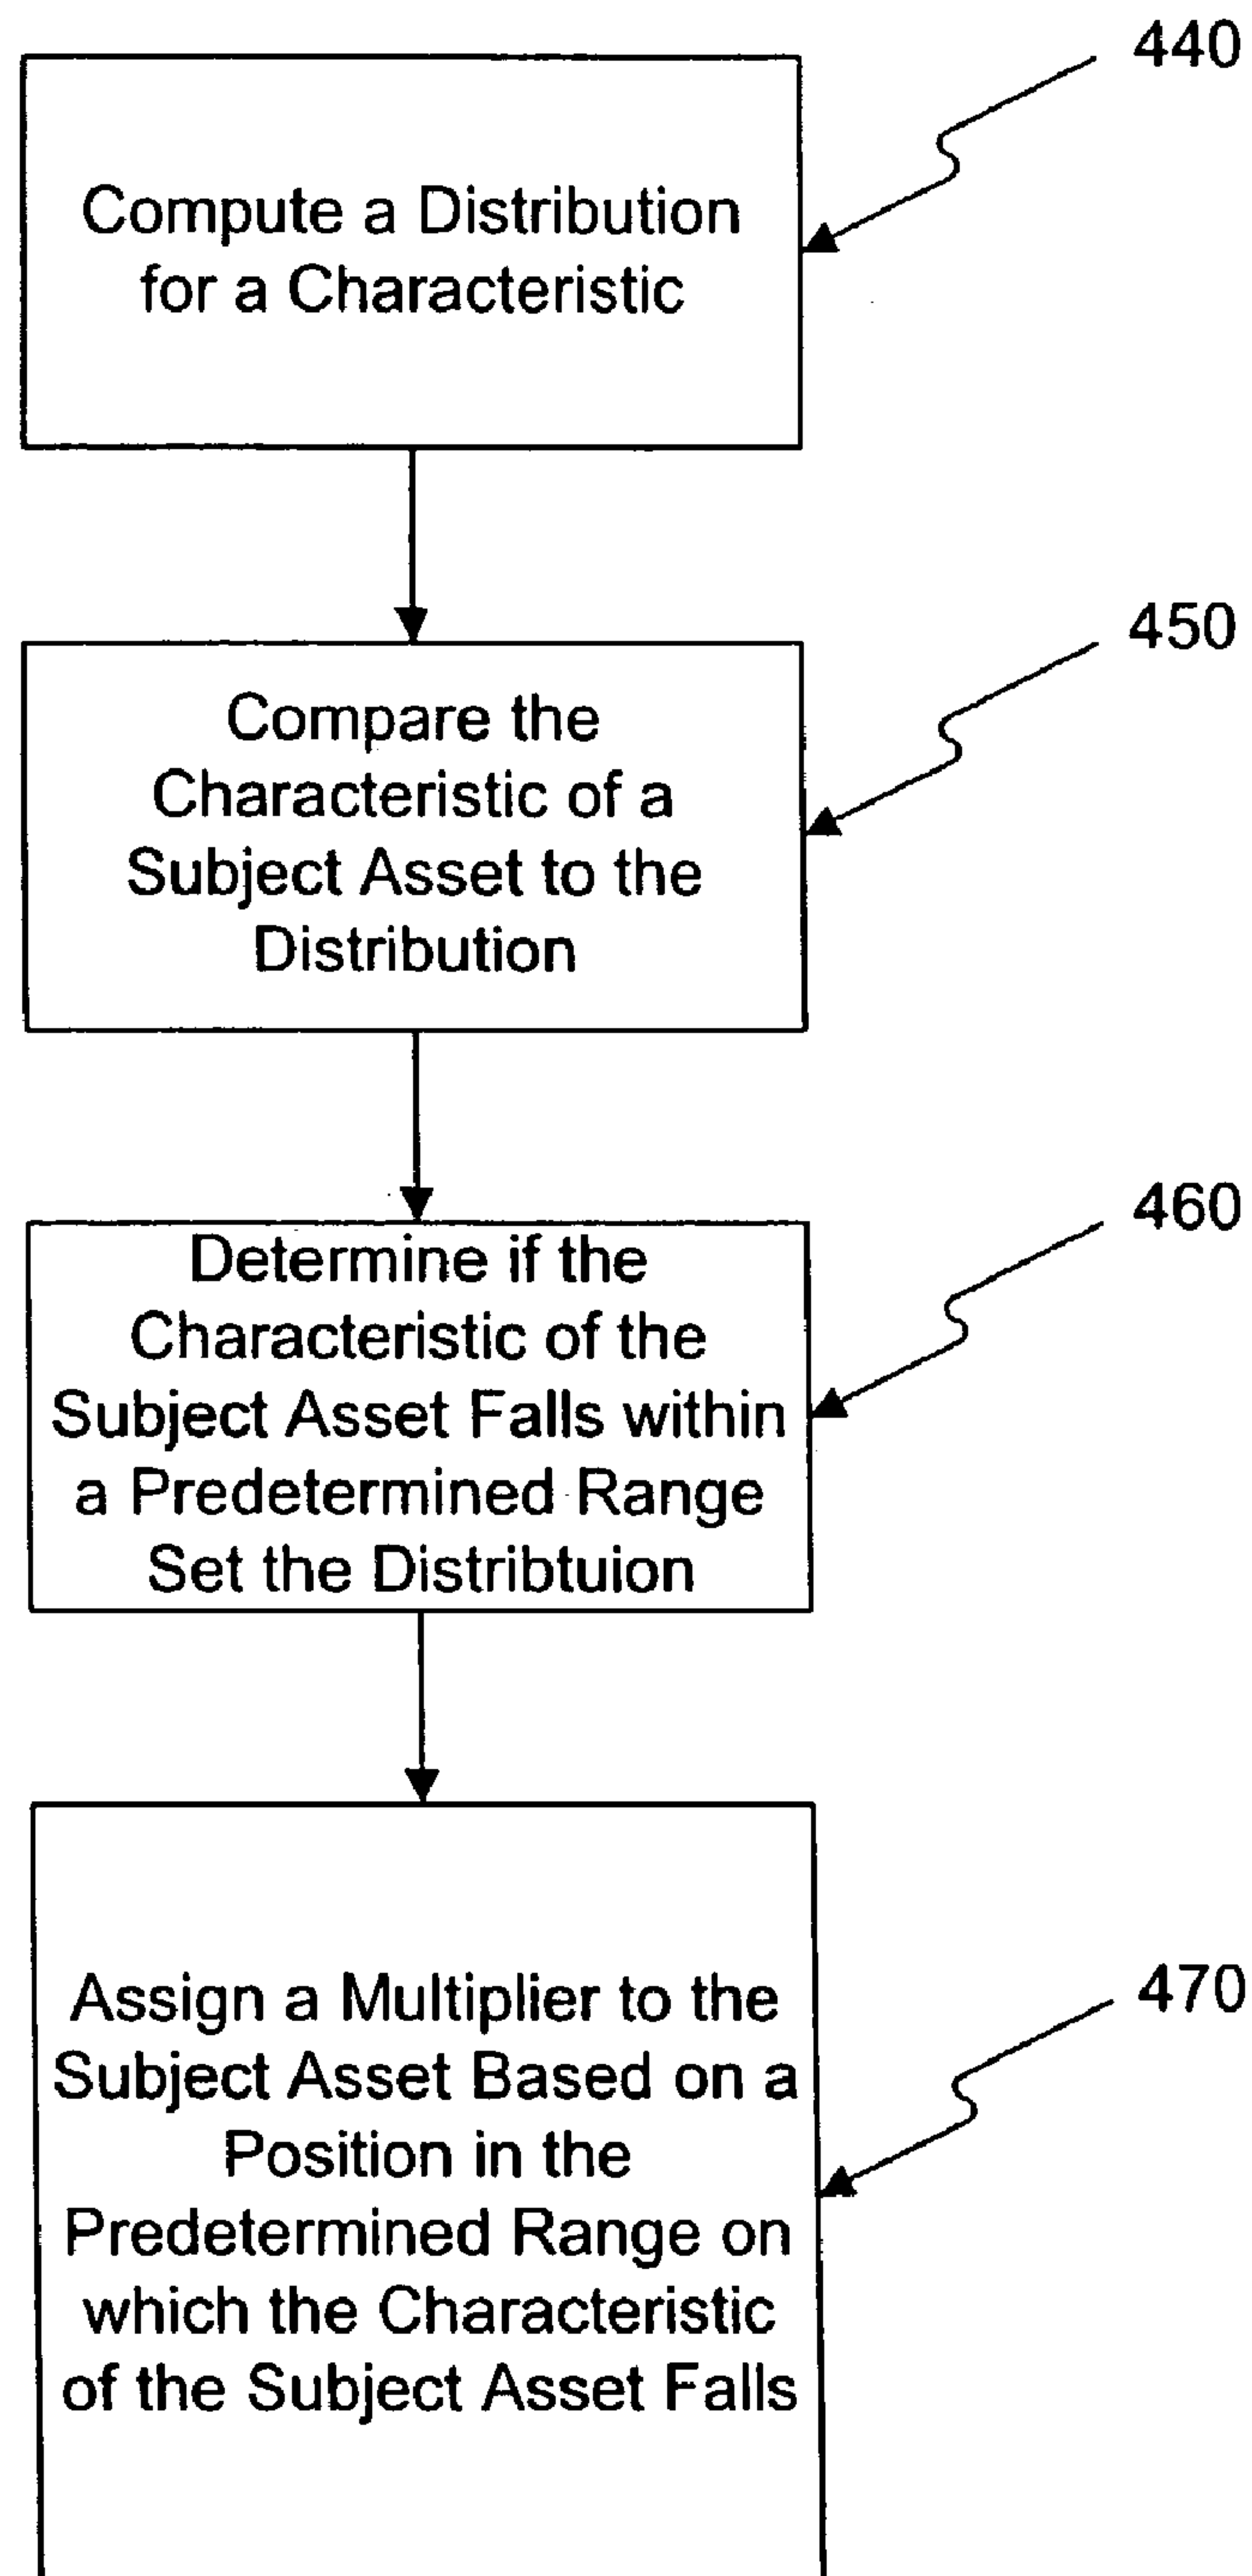 440
Compute a Distribution
for a Characteristic
450
Compare the
Characteristic of a
Subject Asset to the
Distribution
460
Determine if the
Characteristic of the
Subject Asset Falls within
a Predetermined Range
Set the Distribtuion
470
Assign a Multiplier to the
Subject Asset Based on a
Position in the
Predetermined Range on
which the Characteristic
of the Subject Asset Falls